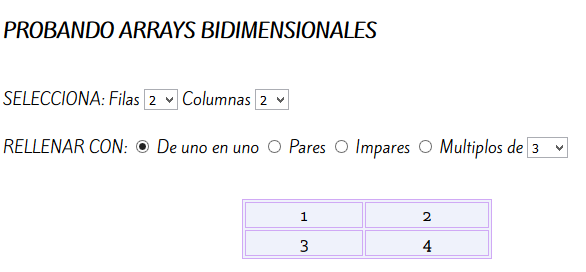 PROBANDO ARRAYS BIDIMENSIONALES
SELECCIONA: Filas 2 Columnas 2
RELLENAR CON: De uno en uno Pares Impares Multiplos de 3
1 2
3 4